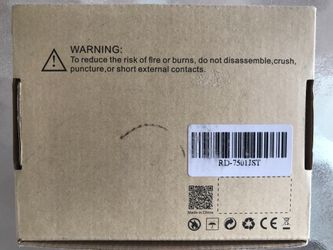 WARNING:
To reduce the risk of fire or burns, do not disassemble,crush,
puncture,or short external contacts.
RD-7501JST
Made in China